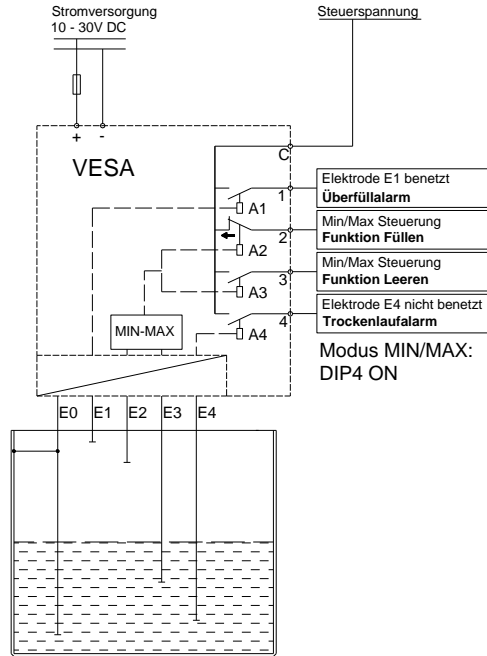 Stromversorgung
10 - 30V DC
Steuerspannung
+ -
VESA
C
Elektrode E1 benetzt
Überfüllalarm
1
A1
Min/Max Steuerung
Funktion Füllen
2
A2
Min/Max Steuerung
Funktion Leeren
3
A3
Elektrode E4 nicht benetzt
Trockenlaufalarm
4
A4
MIN-MAX
Modus MIN/MAX:
DIP4 ON
E0 E1 E2 E3 E4